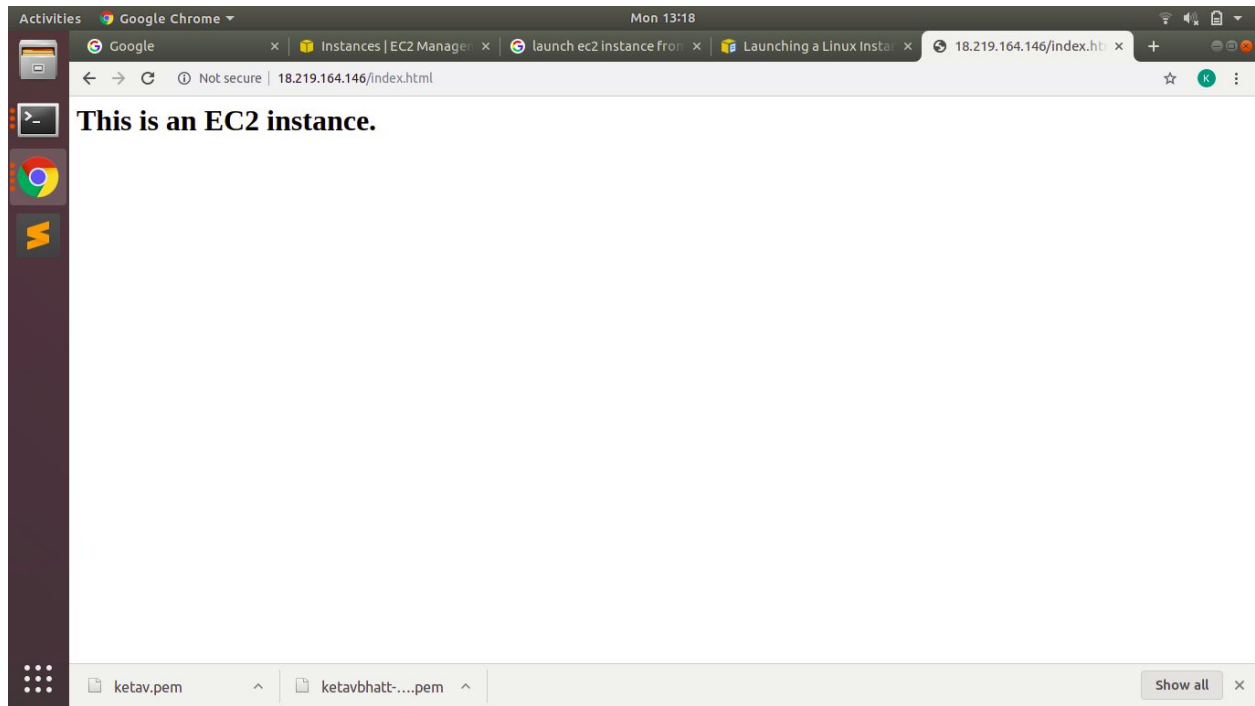 Activities Google Chrome Mon 13:18
Google Instances | EC2 Manager launch ec2 instance from Launching a Linux Instan 18.219.164.146/index.ht
Not secure | 18.219.164.146/index.html K
This is an EC2 instance.
ketav.pem ketavbhatt-....pem Show all